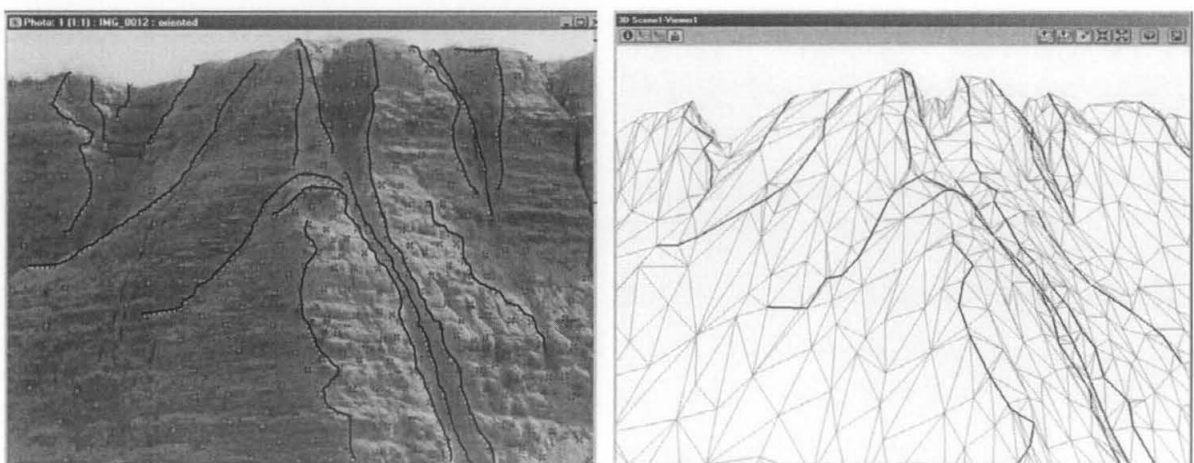 Photo: 1 (1:1) : IMG_0012 : oriented
3D Scene1-Viewer1